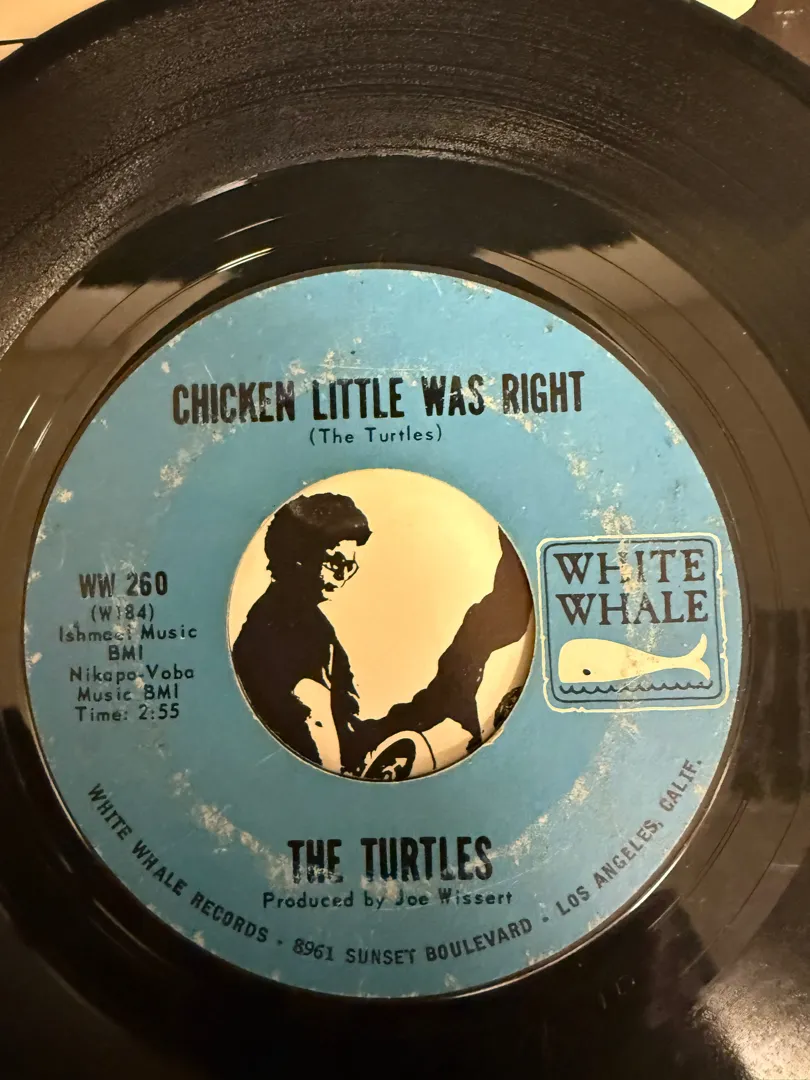 CHICKEN LITTLE WAS RIGHT
(The Turtles)
WW 260
(W184)
Ishmael Music
BMI
Nikapo-Voba
Music BMI
Time: 2:55
WHITE
WHALE
THE TURTLES
Produced by Joe Wissert
WHITE WHALE RECORDS · 8961 SUNSET BOULEVARD · LOS ANGELES, CALIF.